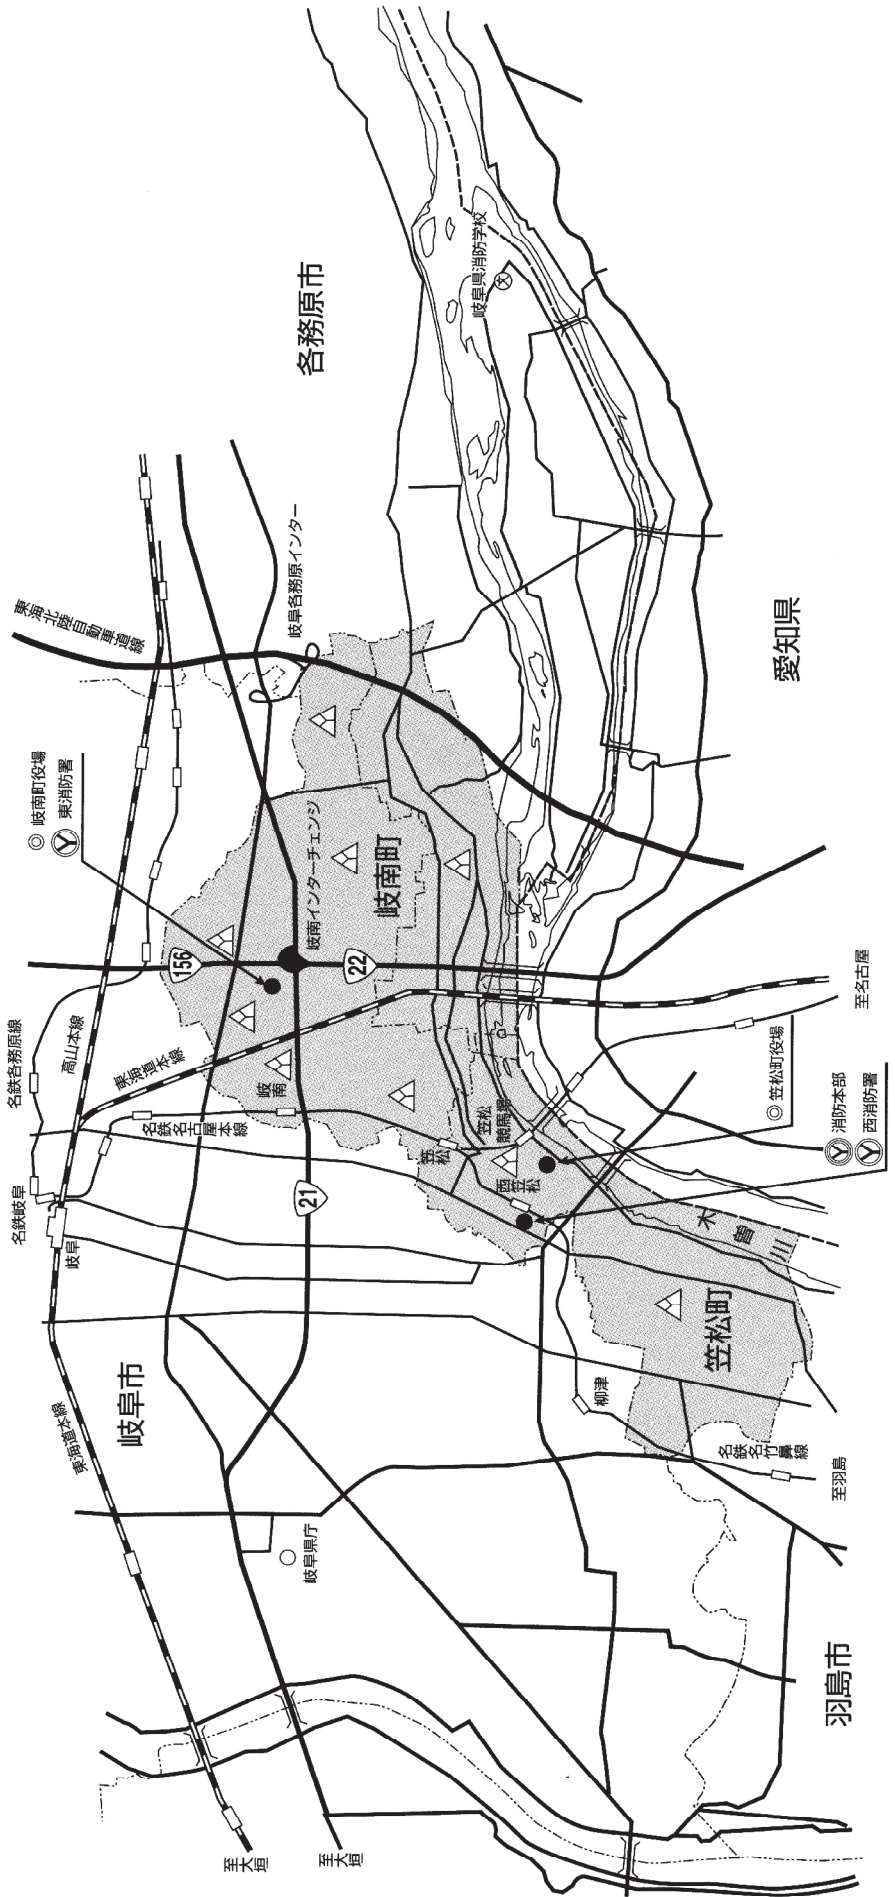 東海北陸自動車道線
◎ 岐南町役場
東消防署
名鉄各務原線
高山本線
東海道本線
名鉄名古屋本線
名鉄岐阜
岐阜
東海道本線
至大垣
至大垣
各務原市
岐阜各務原インター
岐南インターチェンジ
156
22
21
岐南
岐南町
岐阜市
岐阜県庁
岐阜県消防学校
文
愛知県
笠松
笠松競馬場
西笠松
至名古屋
◎ 笠松町役場
消防本部
西消防署
木曽川
笠松町
柳津
名鉄名竹鼻線
至羽島
羽島市